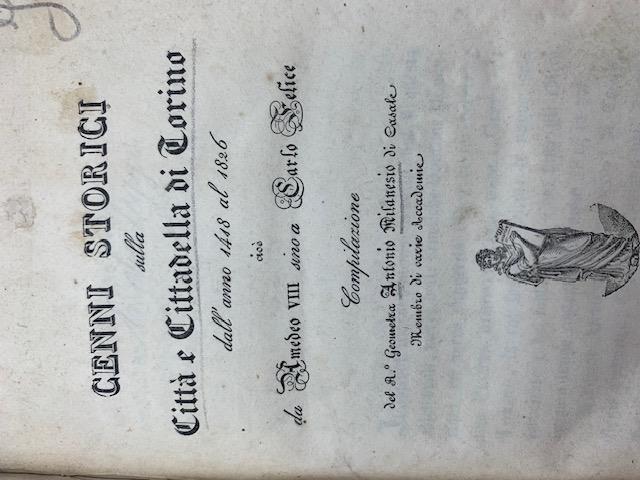 CENNI STORICI
sulla
Città e Cittadella di Torino
dall'anno 1418 al 1826
cioè
da Amedeo VIII sino a Carlo Felice
Compilazione
del R.º Geometra Antonio Milanesio di Casale
Membro di varie Accademie